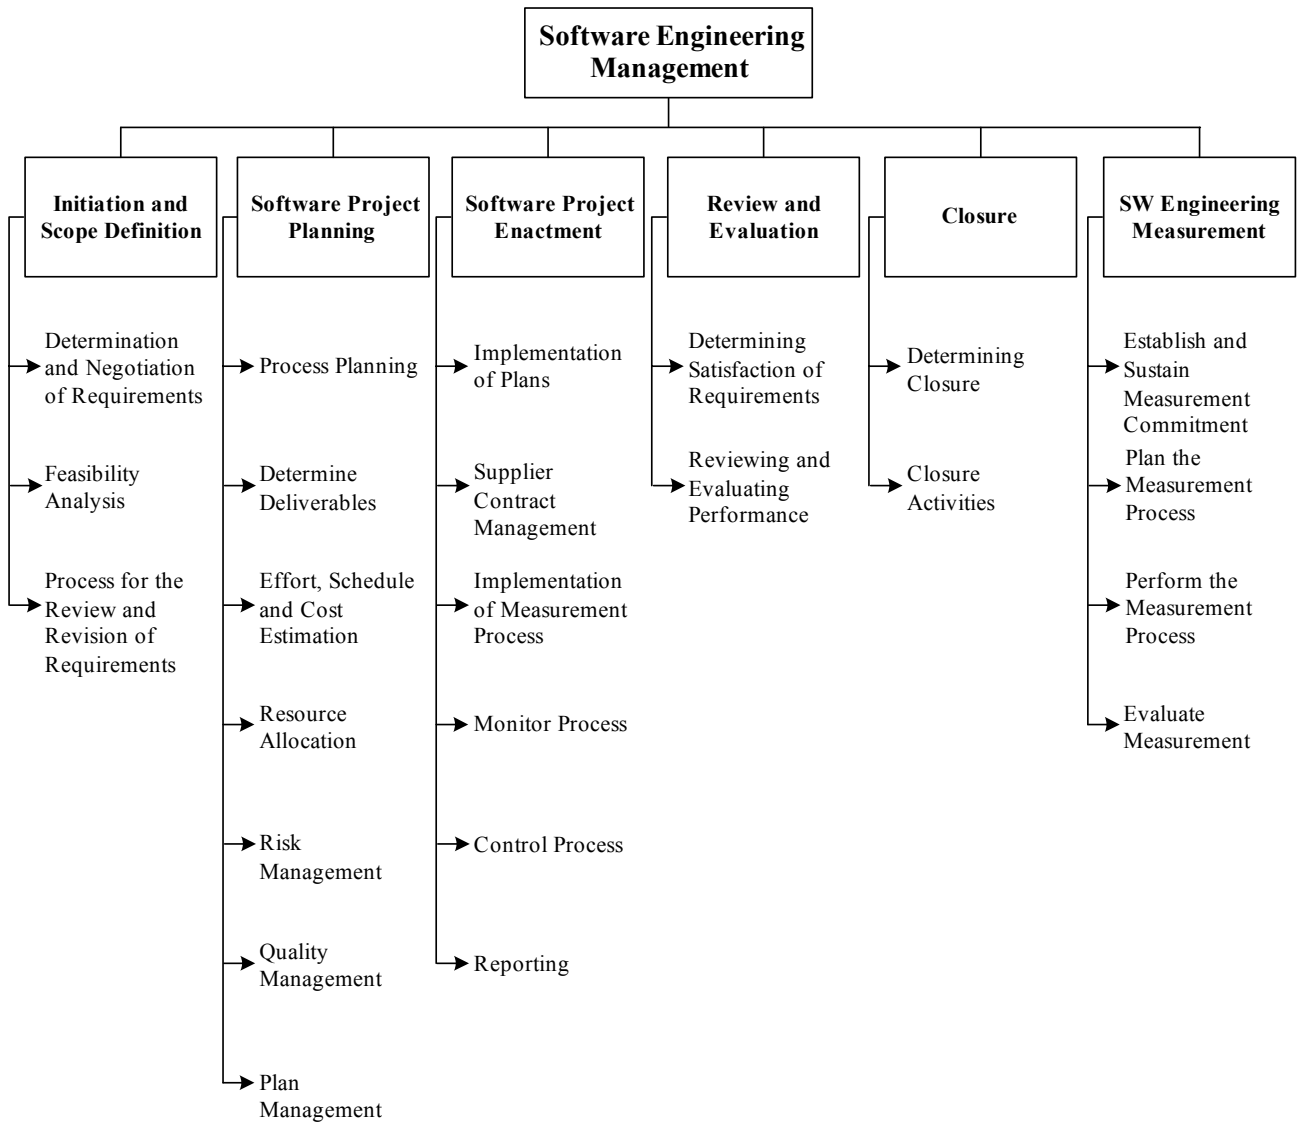 Software Engineering
Management
Initiation and
Scope Definition
Software Project
Planning
Software Project
Enactment
Review and
Evaluation
Closure
SW Engineering
Measurement
Determination
and Negotiation
of Requirements
Feasibility
Analysis
Process for the
Review and
Revision of
Requirements
Process Planning
Determine
Deliverables
Effort, Schedule
and Cost
Estimation
Resource
Allocation
Risk
Management
Quality
Management
Plan
Management
Implementation
of Plans
Supplier
Contract
Management
Implementation
of Measurement
Process
Monitor Process
Control Process
Reporting
Determining
Satisfaction of
Requirements
Reviewing and
Evaluating
Performance
Determining
Closure
Closure
Activities
Establish and
Sustain
Measurement
Commitment
Plan the
Measurement
Process
Perform the
Measurement
Process
Evaluate
Measurement